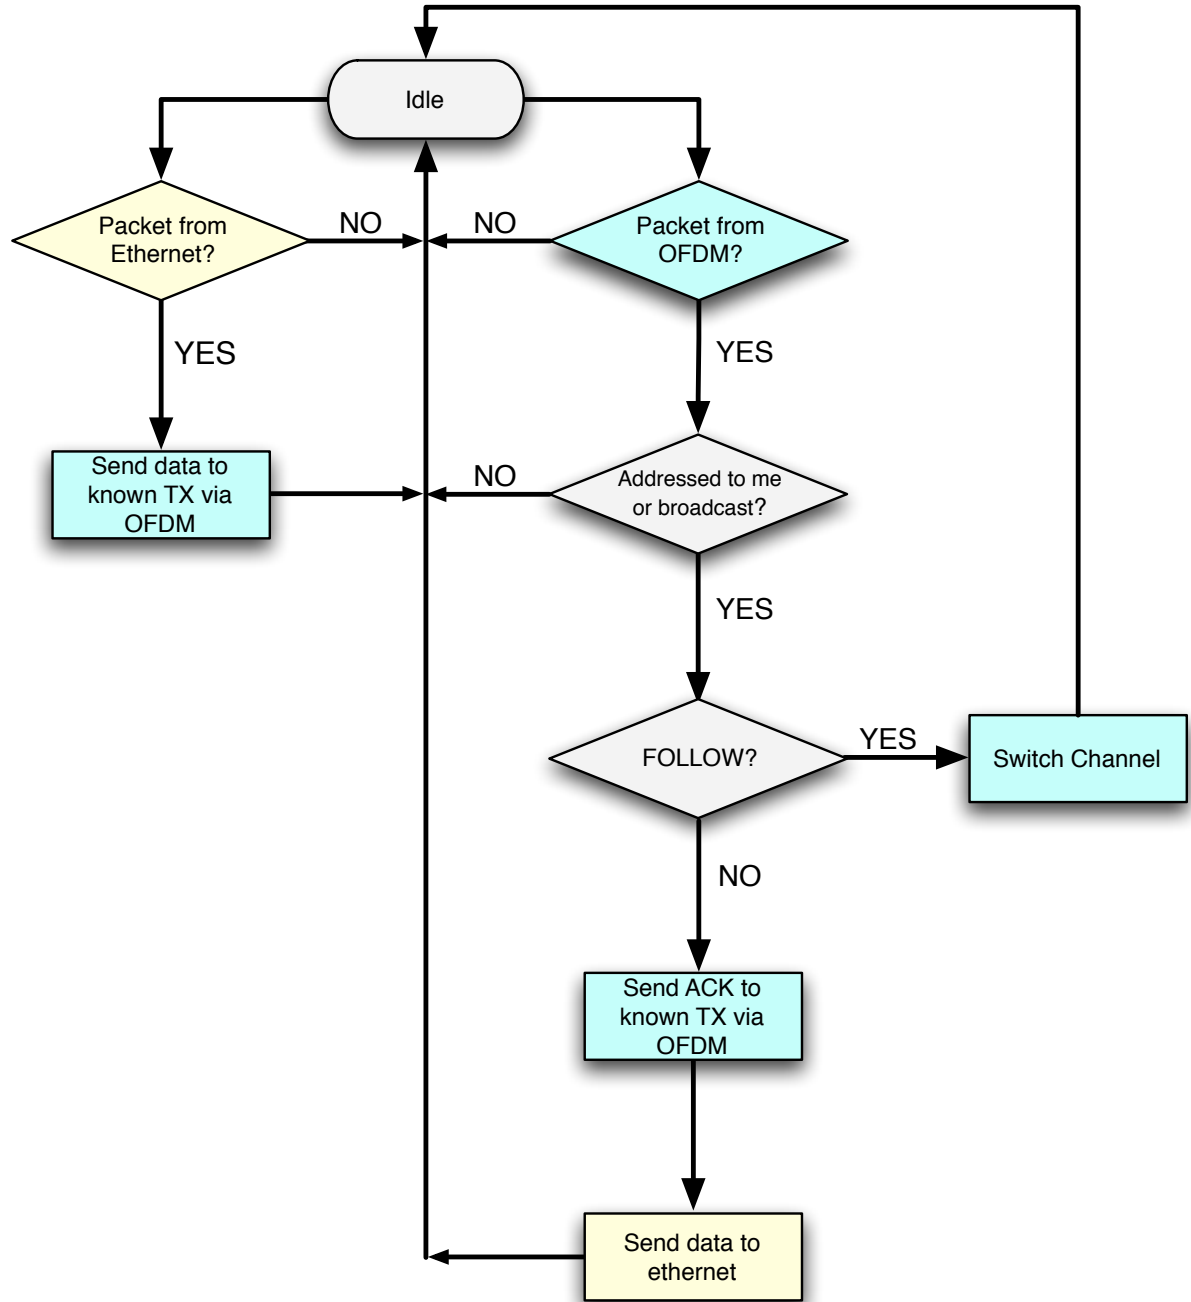 Idle
Packet from
Ethernet?
NO
NO
Packet from
OFDM?
YES
YES
Send data to
known TX via
OFDM
NO
Addressed to me
or broadcast?
YES
FOLLOW?
YES
Switch Channel
NO
Send ACK to
known TX via
OFDM
Send data to
ethernet